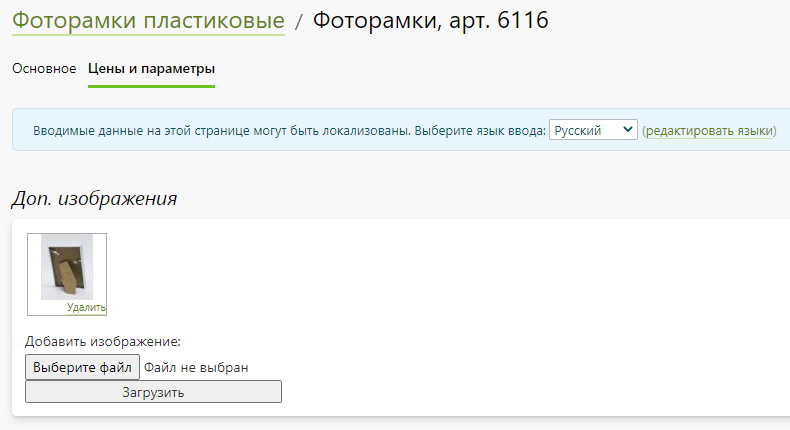 Фоторамки пластиковые / Фоторамки, арт. 6116
Основное Цены и параметры
Вводимые данные на этой странице могут быть локализованы. Выберите язык ввода: Русский (редактировать языки)
Доп. изображения
Удалить
Добавить изображение:
Выберите файл Файл не выбран
Загрузить